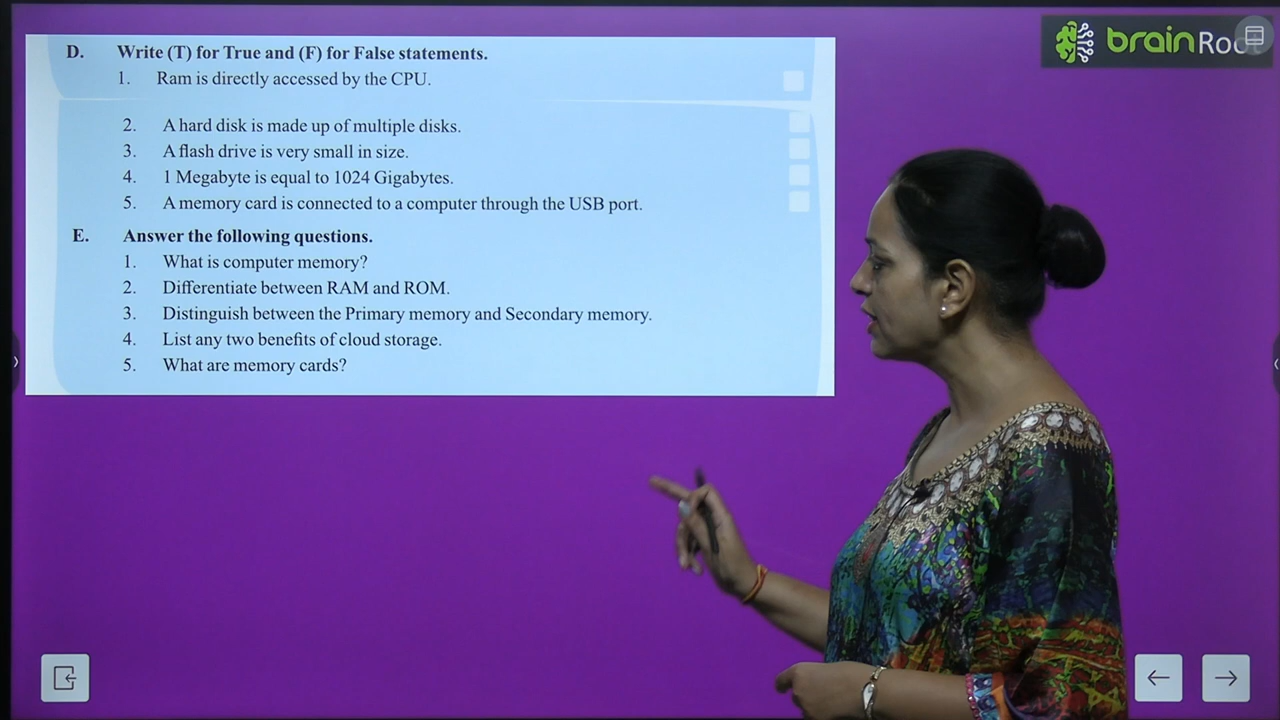 brainRoot
D. Write (T) for True and (F) for False statements.
1. Ram is directly accessed by the CPU.
2. A hard disk is made up of multiple disks.
3. A flash drive is very small in size.
4. 1 Megabyte is equal to 1024 Gigabytes.
5. A memory card is connected to a computer through the USB port.
E. Answer the following questions.
1. What is computer memory?
2. Differentiate between RAM and ROM.
3. Distinguish between the Primary memory and Secondary memory.
4. List any two benefits of cloud storage.
5. What are memory cards?